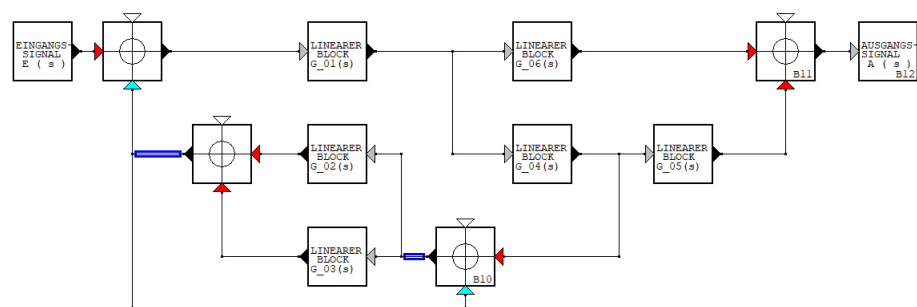 EINGANGS-
SIGNAL
E ( s )
LINEARER
BLOCK
G_01(s)
LINEARER
BLOCK
G_06(s)
B11
AUSGANGS-
SIGNAL
A ( s )
B12
LINEARER
BLOCK
G_02(s)
LINEARER
BLOCK
G_04(s)
LINEARER
BLOCK
G_05(s)
LINEARER
BLOCK
G_03(s)
B10